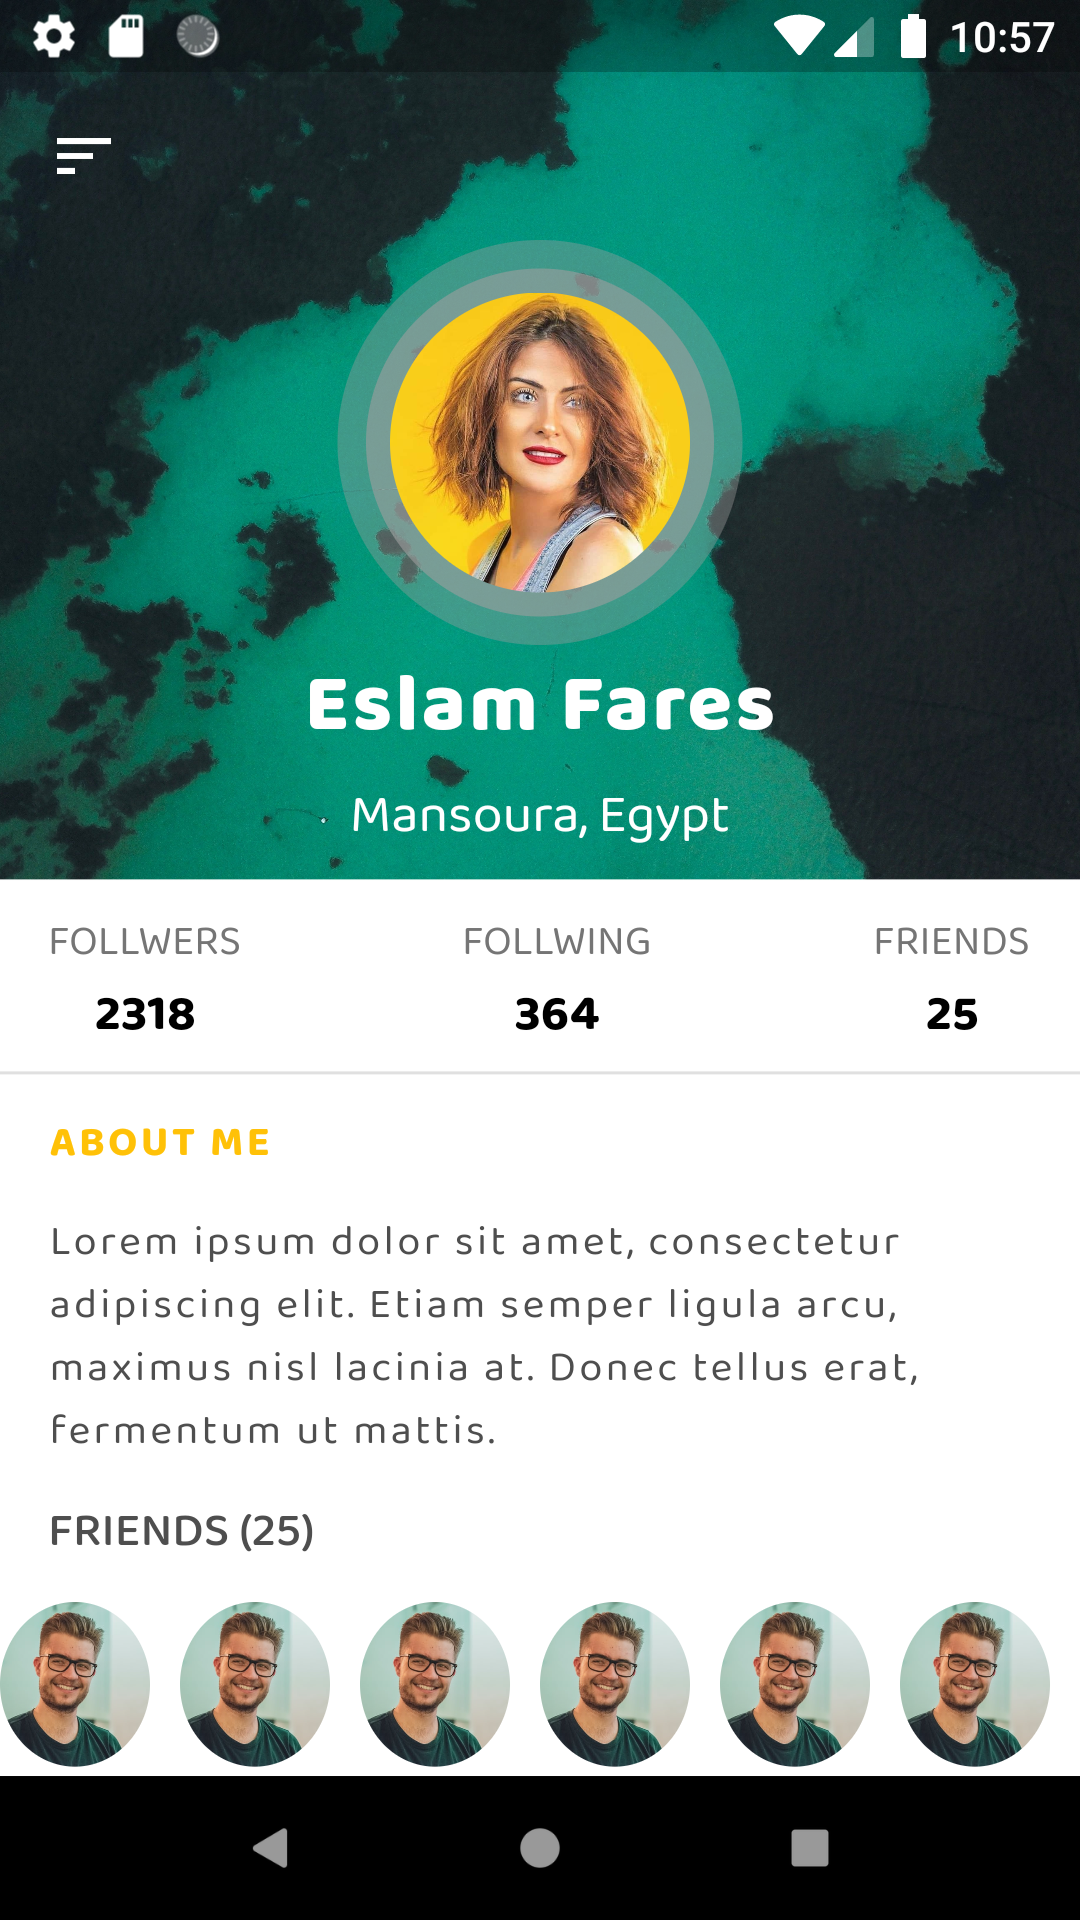 10:57
Eslam Fares
Mansoura, Egypt
FOLLWERS FOLLWING FRIENDS
2318 364 25
ABOUT ME
Lorem ipsum dolor sit amet, consectetur
adipiscing elit. Etiam semper ligula arcu,
maximus nisl lacinia at. Donec tellus erat,
fermentum ut mattis.
FRIENDS (25)